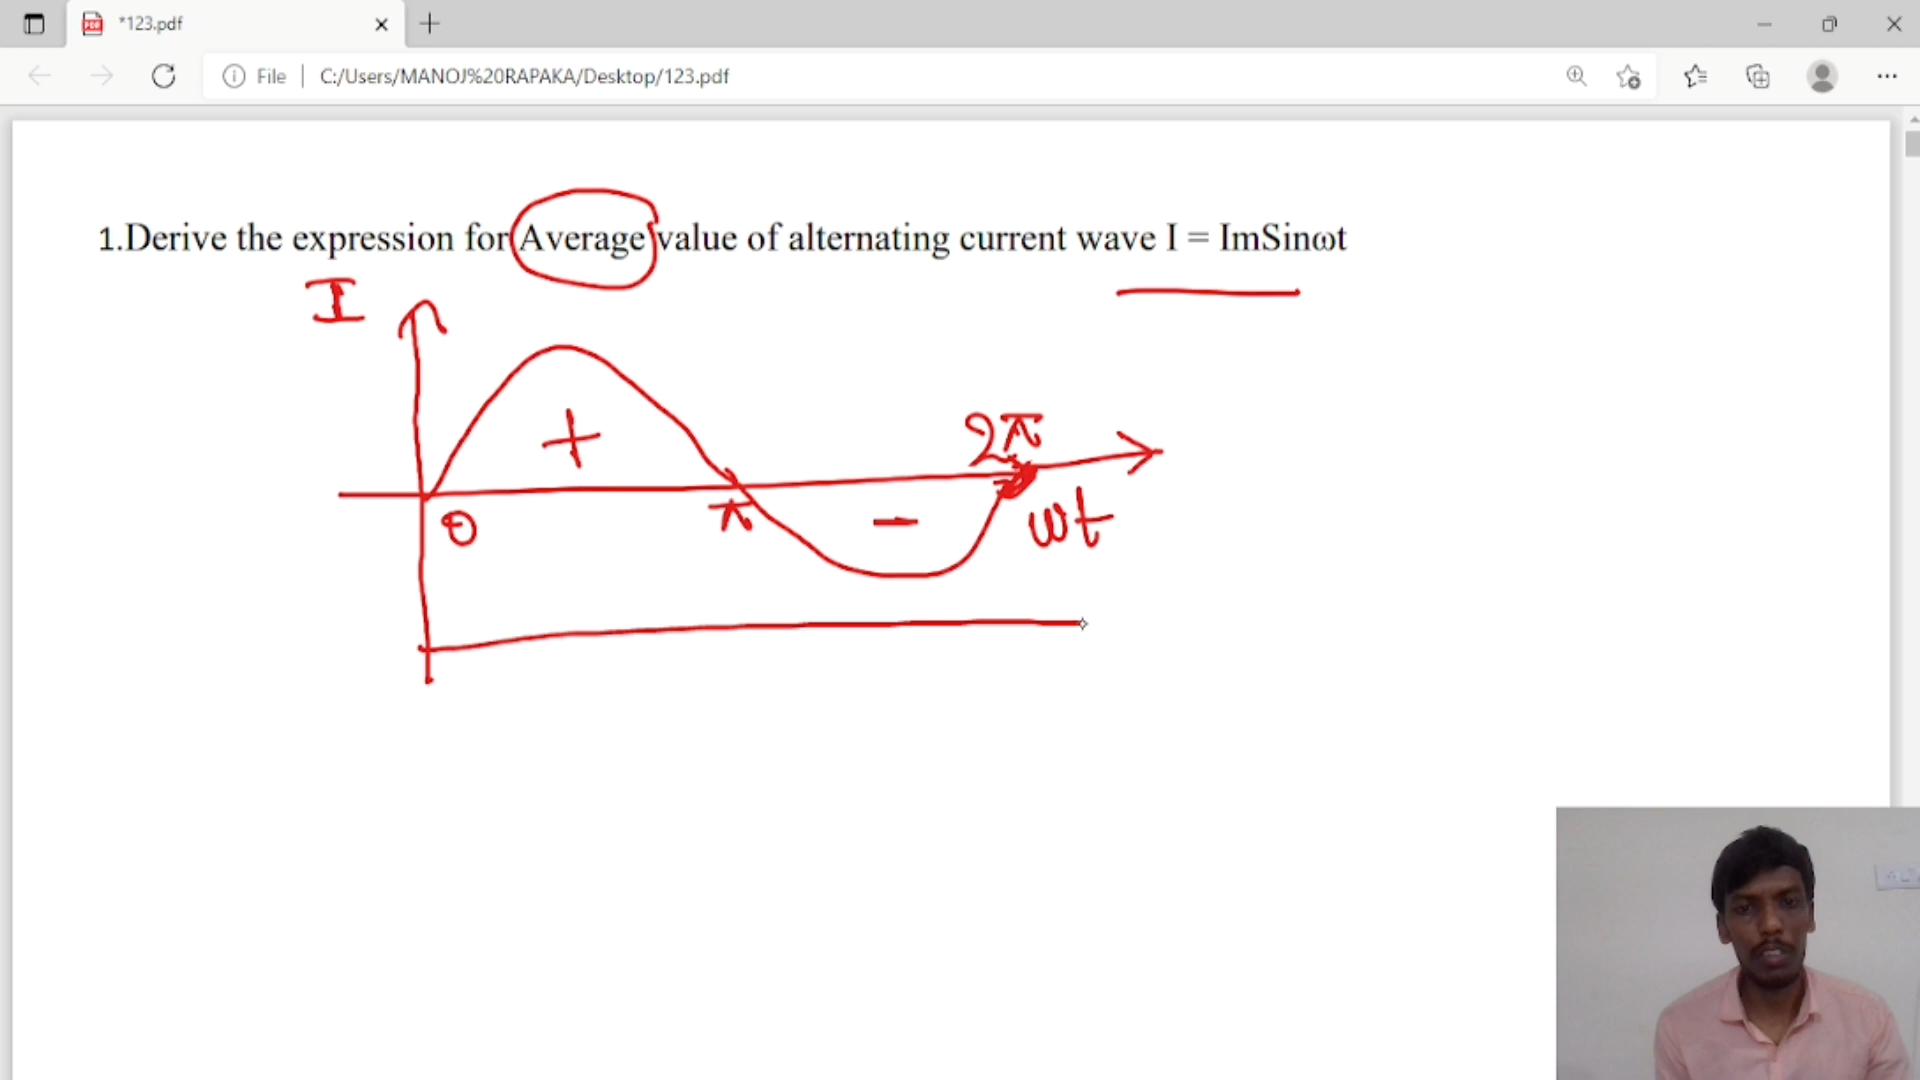 *123.pdf
File C:/Users/MANOJ%20RAPAKA/Desktop/123.pdf
1.Derive the expression for Average value of alternating current wave I = ImSinωt
I
+
2π
0
π
-
ωt